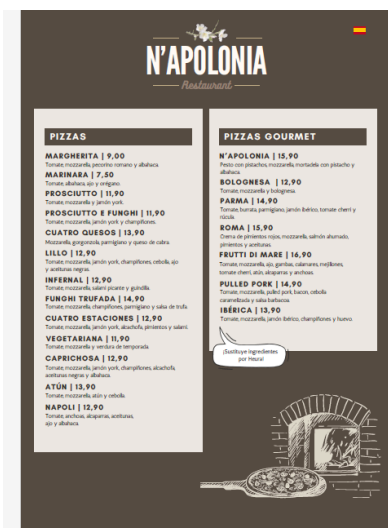 N'APOLONIA
Restaurant
PIZZAS
MARGHERITA | 9,00
Tomate, mozzarella, pecorino romano y albahaca.
MARINARA | 7,50
Tomate, albahaca, ajo y orégano.
PROSCIUTTO | 11,90
Tomate, mozzarella y jamón york.
PROSCIUTTO E FUNGHI | 11,90
Tomate, mozzarella, jamón york y champiñones.
CUATRO QUESOS | 13,90
Mozzarella, gorgonzola, parmigiano y queso de cabra
LILLO | 12,90
Tomate, mozzarella, jamón york, champiñones, cebolla, ajo
y aceitunas negras.
INFERNAL | 12,90
Tomate, mozzarella, salami picante y guindilla.
FUNGHI TRUFADA | 14,90
Tomate, mozzarella, champiñones, parmigiano y salsa de trufa.
CUATRO ESTACIONES | 12,90
Tomate, mozzarella, jamón york, alcachofa, pimientos y salami.
VEGETARIANA | 11,90
Tomate, mozzarella y verdura de temporada.
CAPRICHOSA | 12,90
Tomate, mozzarella, jamón york, champiñones, alcachofa,
aceitunas negras y albahaca.
ATÚN | 13,90
Tomate, mozzarella, atún y cebolla.
NAPOLI | 12,90
Tomate, anchoas, alcaparras, aceitunas,
ajo y albahaca.
PIZZAS GOURMET
N'APOLONIA | 15,90
Pesto con pistachos, mozzarella, mortadela con pistacho y
albahaca.
BOLOGNESA | 12,90
Tomate, mozzarella y bolognesa.
PARMA | 14,90
Tomate, burrata, parmigiano, jamón ibérico, tomate cherri y
rúcula.
ROMA | 15,90
Crema de pimientos rojos, mozzarella, salmón ahumado,
pimientos y aceitunas.
FRUTTI DI MARE | 16,90
Tomate, mozzarella, ajo, gambas, calamares, mejillones,
tomate cherri, atún, alcaparras y anchoas.
PULLED PORK | 14,90
Tomate, mozzarella, pulled pork, bacon, cebolla
caramelizada y salsa barbacoa.
IBÉRICA | 13,90
Tomate, mozzarella, jamón ibérico, champiñones y huevo.
¡Sustituye ingredientes
por Heura!